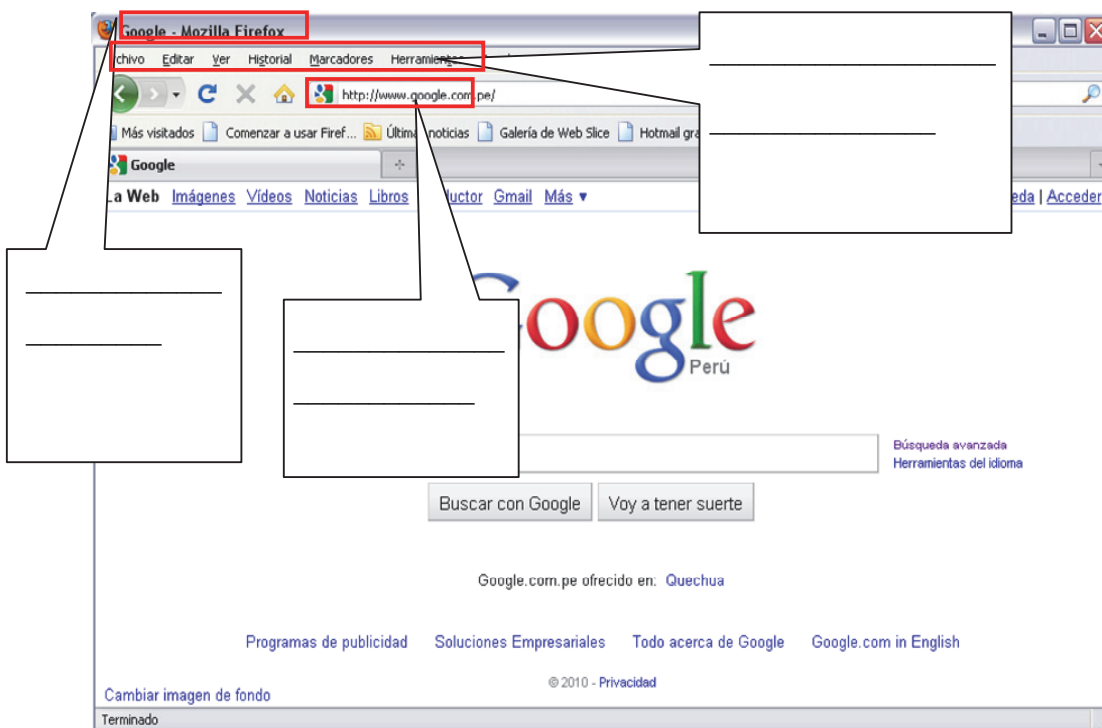 Google - Mozilla Firefox
chivo Editar Ver Historial Marcadores Herramientas
http://www.google.com.pe/
Más visitados Comenzar a usar Firef... Últimas noticias Galería de Web Slice Hotmail gra
Google
La Web Imágenes Vídeos Noticias Libros uctor Gmail Más ▼ eda | Acceder
Google
Perú
Búsqueda avanzada
Herramientas del idioma
Buscar con Google Voy a tener suerte
Google.com.pe ofrecido en: Quechua
Programas de publicidad Soluciones Empresariales Todo acerca de Google Google.com in English
© 2010 - Privacidad
Cambiar imagen de fondo
Terminado